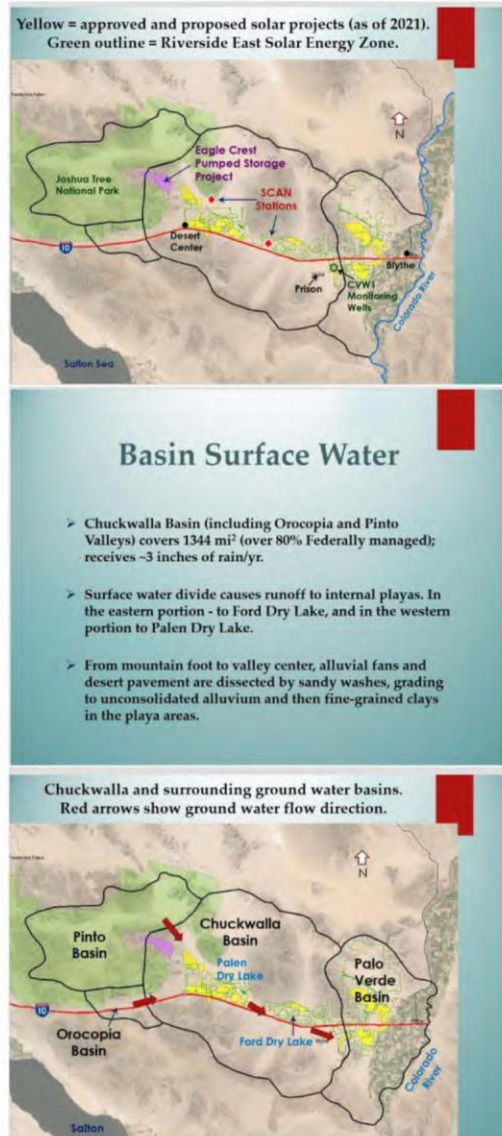 Yellow = approved and proposed solar projects (as of 2021).
Green outline = Riverside East Solar Energy Zone.
N
Eagle Crest
Pumped Storage
Project
Joshua Tree
National Park
SCAN
Stations
10
Desert
Center
Blythe
Prison
CVW1
Monitoring
Wells
Colorado River
Salton Sea
Basin Surface Water
➤ Chuckwalla Basin (including Orocopia and Pinto
Valleys) covers 1344 mi² (over 80% Federally managed);
receives ~3 inches of rain/yr.
➤ Surface water divide causes runoff to internal playas. In
the eastern portion - to Ford Dry Lake, and in the western
portion to Palen Dry Lake.
➤ From mountain foot to valley center, alluvial fans and
desert pavement are dissected by sandy washes, grading
to unconsolidated alluvium and then fine-grained clays
in the playa areas.
Chuckwalla and surrounding ground water basins.
Red arrows show ground water flow direction.
N
Chuckwalla
Basin
Pinto
Basin
Palen
Dry Lake
Palo
Verde
Basin
10
Orocopia
Basin
Ford Dry Lake
Colorado
River
Salton